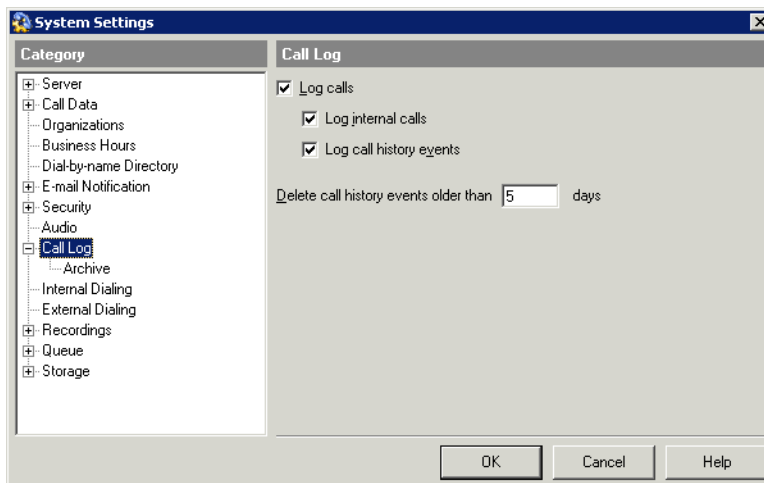 System Settings
Category
Server
Call Data
Organizations
Business Hours
Dial-by-name Directory
E-mail Notification
Security
Audio
Call Log
Archive
Internal Dialing
External Dialing
Recordings
Queue
Storage
Call Log
Log calls
Log internal calls
Log call history events
Delete call history events older than 5 days
OK Cancel Help